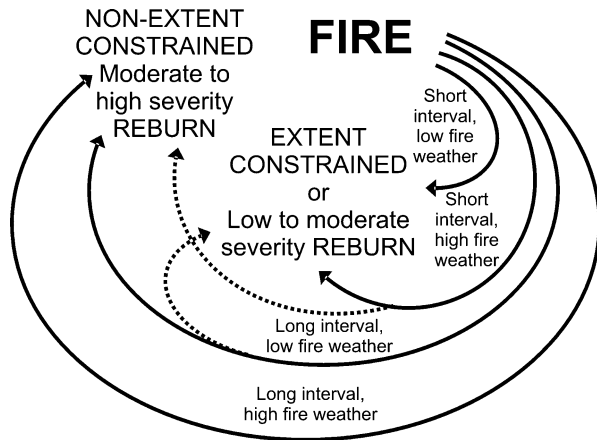 NON-EXTENT
CONSTRAINED
Moderate to
high severity
REBURN
FIRE
Short
interval,
low fire
weather
EXTENT
CONSTRAINED
or
Low to moderate
severity REBURN
Short
interval,
high fire
weather
Long interval,
low fire weather
Long interval,
high fire weather